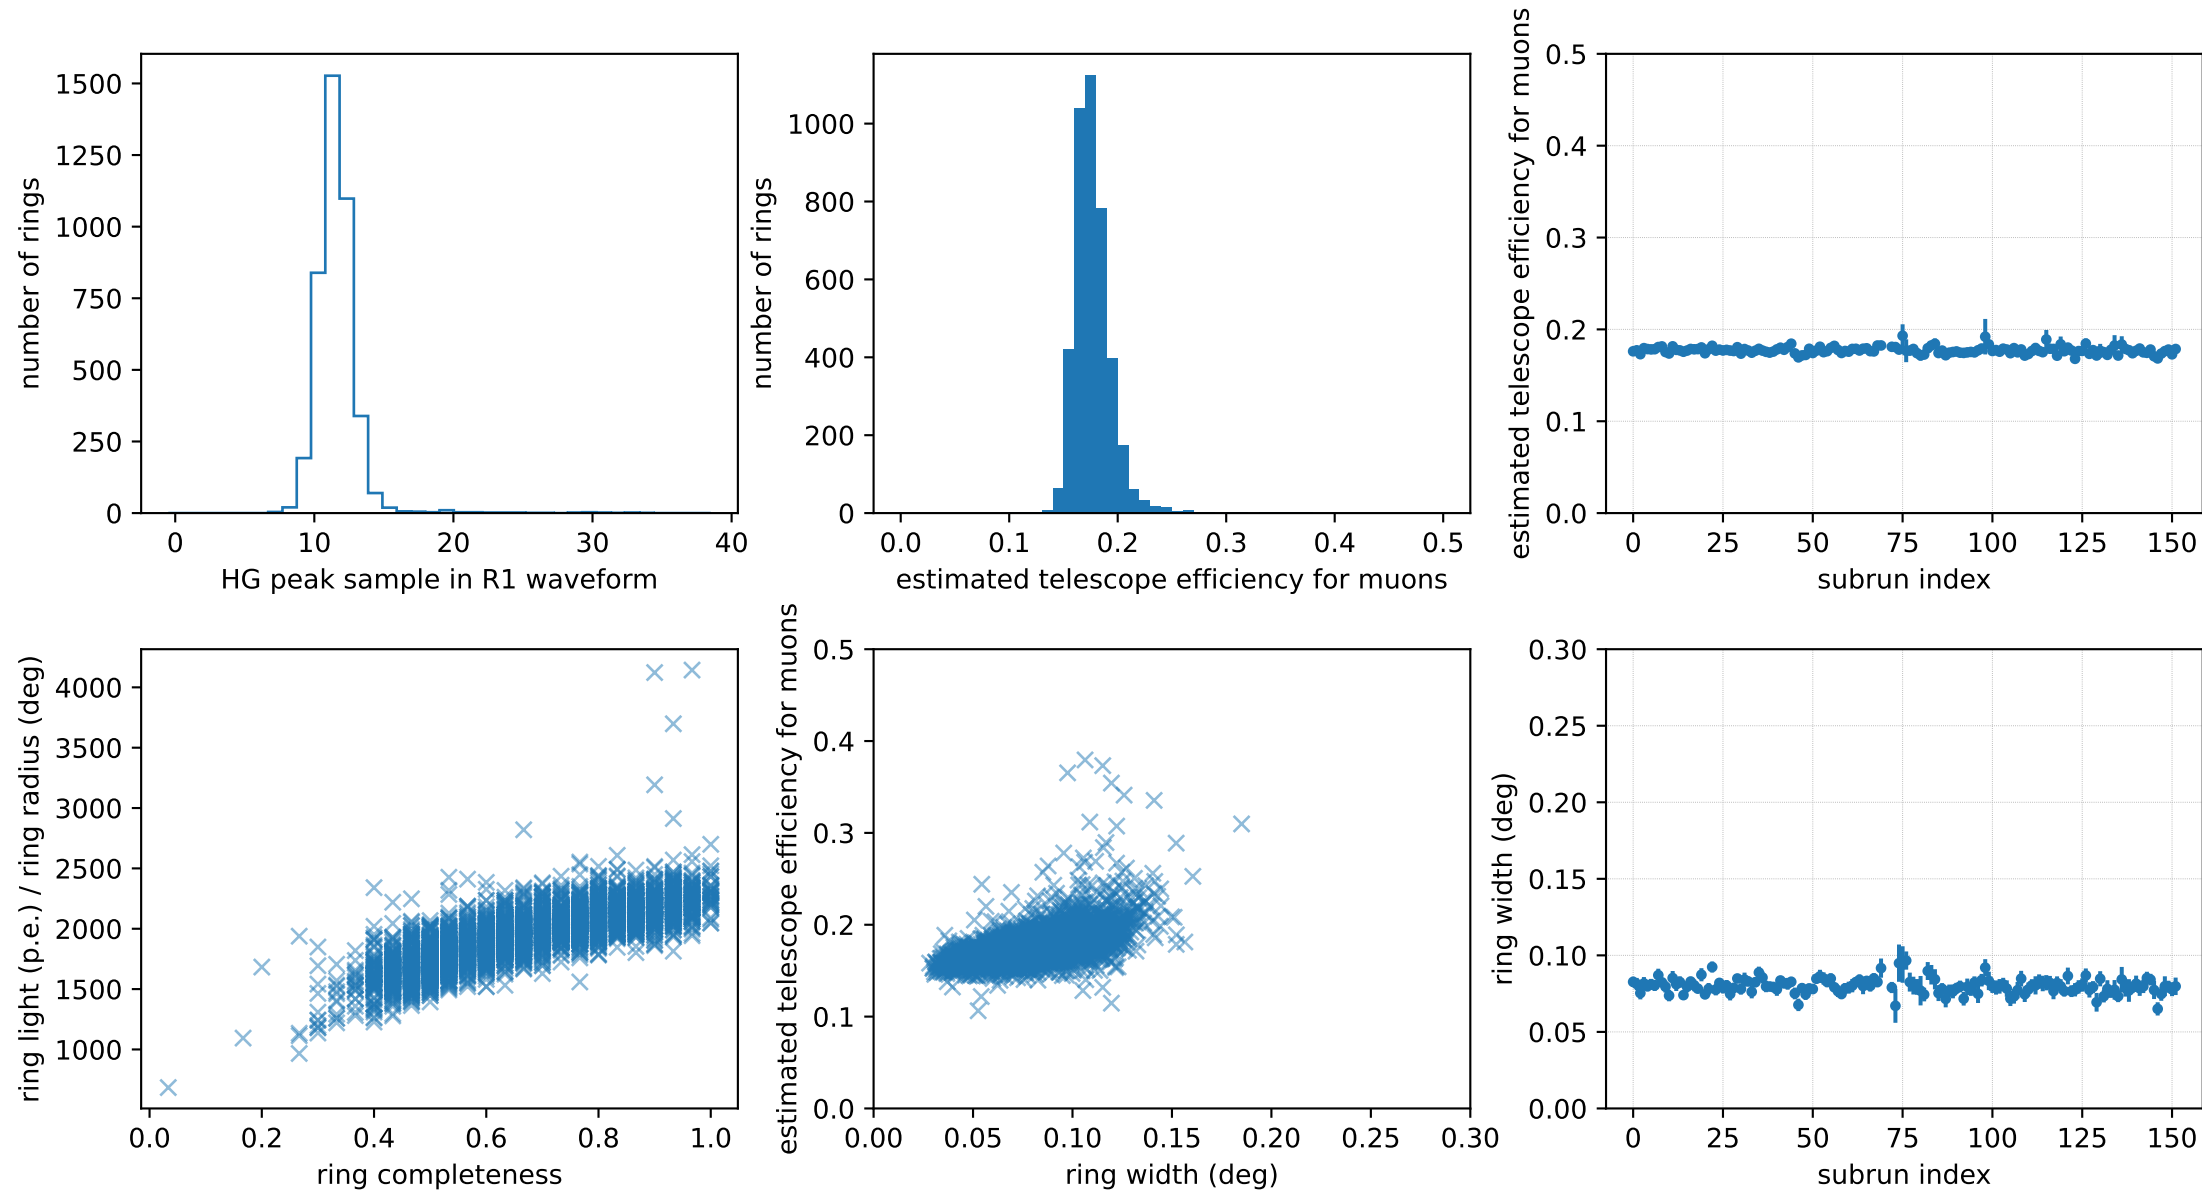 number of rings
1500
1250
1000
750
500
250
0
0 10 20 30 40
HG peak sample in R1 waveform
number of rings
1000
800
600
400
200
0
0.0 0.1 0.2 0.3 0.4 0.5
estimated telescope efficiency for muons
estimated telescope efficiency for muons
0.5
0.4
0.3
0.2
0.1
0.0
0 25 50 75 100 125 150
subrun index
ring light (p.e.) / ring radius (deg)
4000
3500
3000
2500
2000
1500
1000
0.0 0.2 0.4 0.6 0.8 1.0
ring completeness
estimated telescope efficiency for muons
0.5
0.4
0.3
0.2
0.1
0.0
0.00 0.05 0.10 0.15 0.20 0.25 0.30
ring width (deg)
ring width (deg)
0.30
0.25
0.20
0.15
0.10
0.05
0.00
0 25 50 75 100 125 150
subrun index